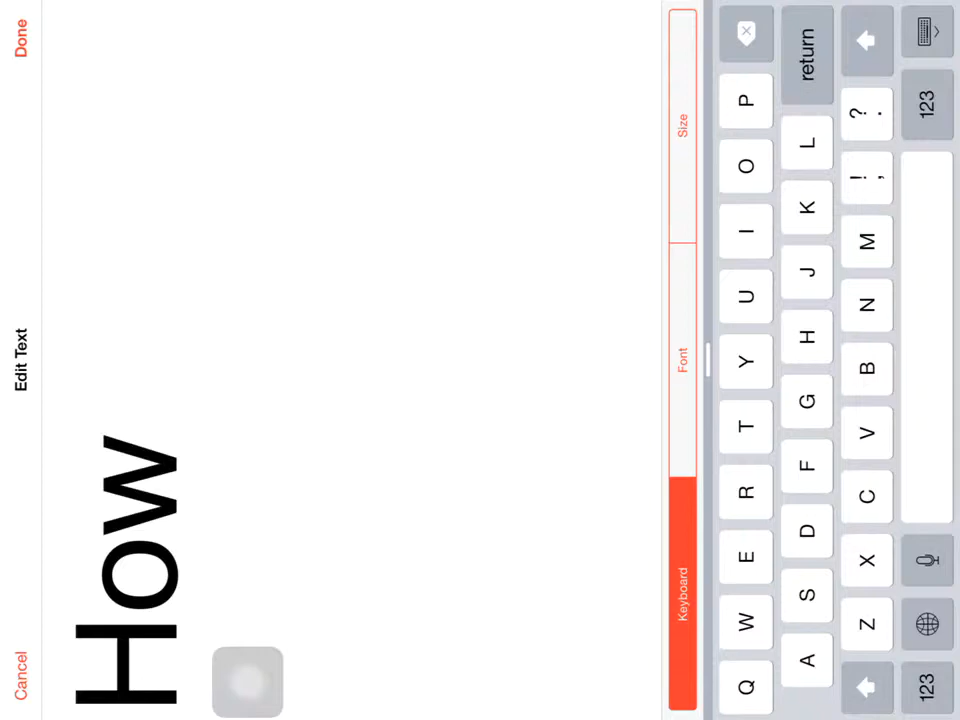 Cancel Edit Text Done
How
Keyboard Font Size
Q W E R T Y U I O P
A S D F G H J K L return
Z X C V B N M ! , ? .
123 123